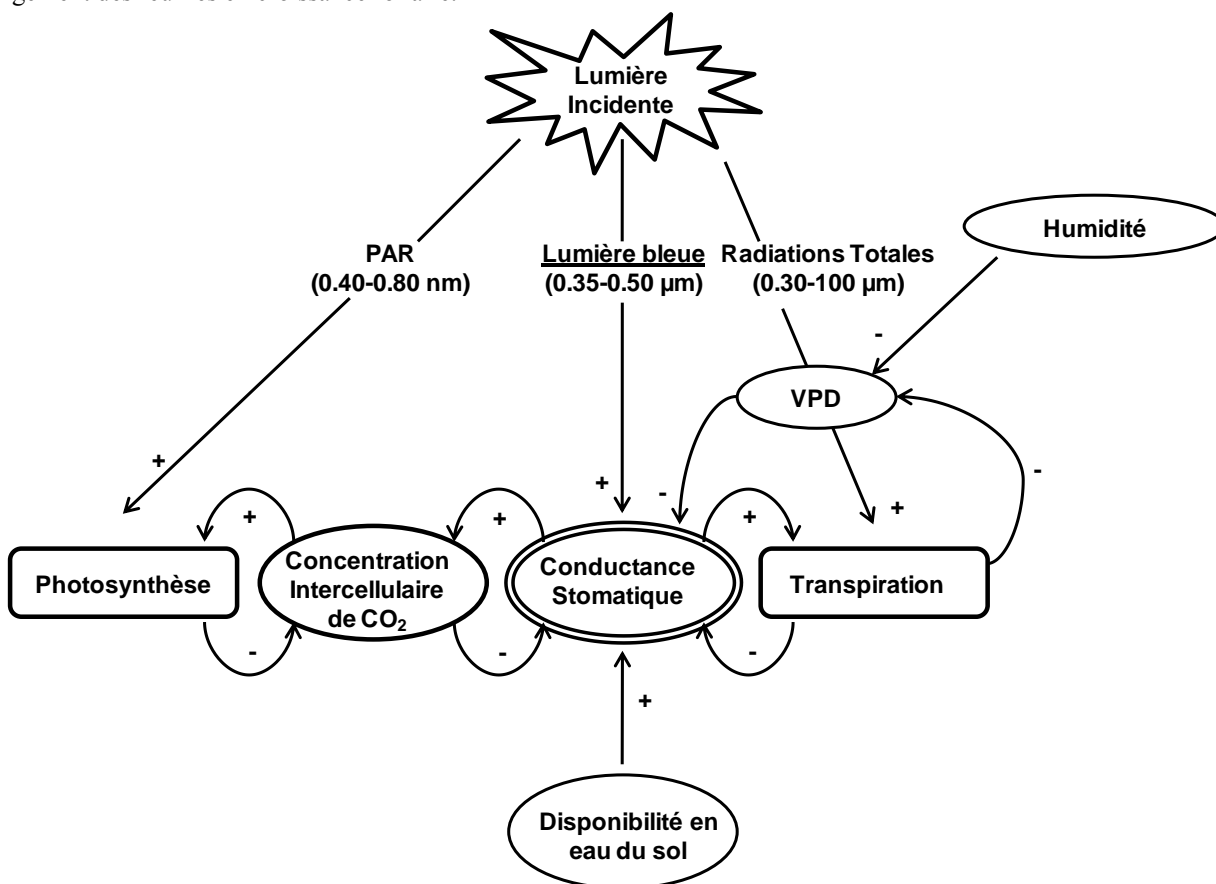 Lumière
Incidente
Humidité
PAR
(0.40-0.80 nm)
Lumière bleue
(0.35-0.50 µm)
Radiations Totales
(0.30-100 µm)
-
VPD
+
+
-
+
-
+
+
+
Photosynthèse
Concentration
Intercellulaire
de CO₂
Conductance
Stomatique
Transpiration
-
-
-
+
Disponibilité en
eau du sol